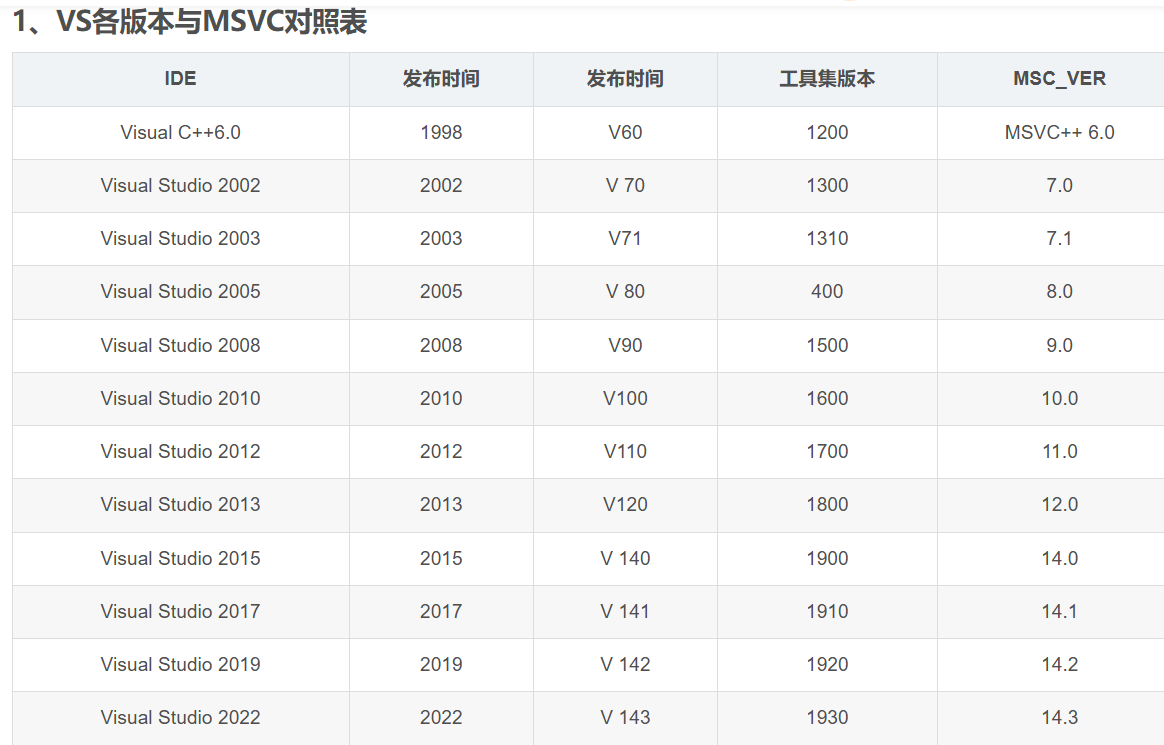 1、VS各版本与MSVC对照表
IDE 发布时间 发布时间 工具集版本 MSC_VER
Visual C++6.0 1998 V60 1200 MSVC++ 6.0
Visual Studio 2002 2002 V 70 1300 7.0
Visual Studio 2003 2003 V71 1310 7.1
Visual Studio 2005 2005 V 80 400 8.0
Visual Studio 2008 2008 V90 1500 9.0
Visual Studio 2010 2010 V100 1600 10.0
Visual Studio 2012 2012 V110 1700 11.0
Visual Studio 2013 2013 V120 1800 12.0
Visual Studio 2015 2015 V 140 1900 14.0
Visual Studio 2017 2017 V 141 1910 14.1
Visual Studio 2019 2019 V 142 1920 14.2
Visual Studio 2022 2022 V 143 1930 14.3